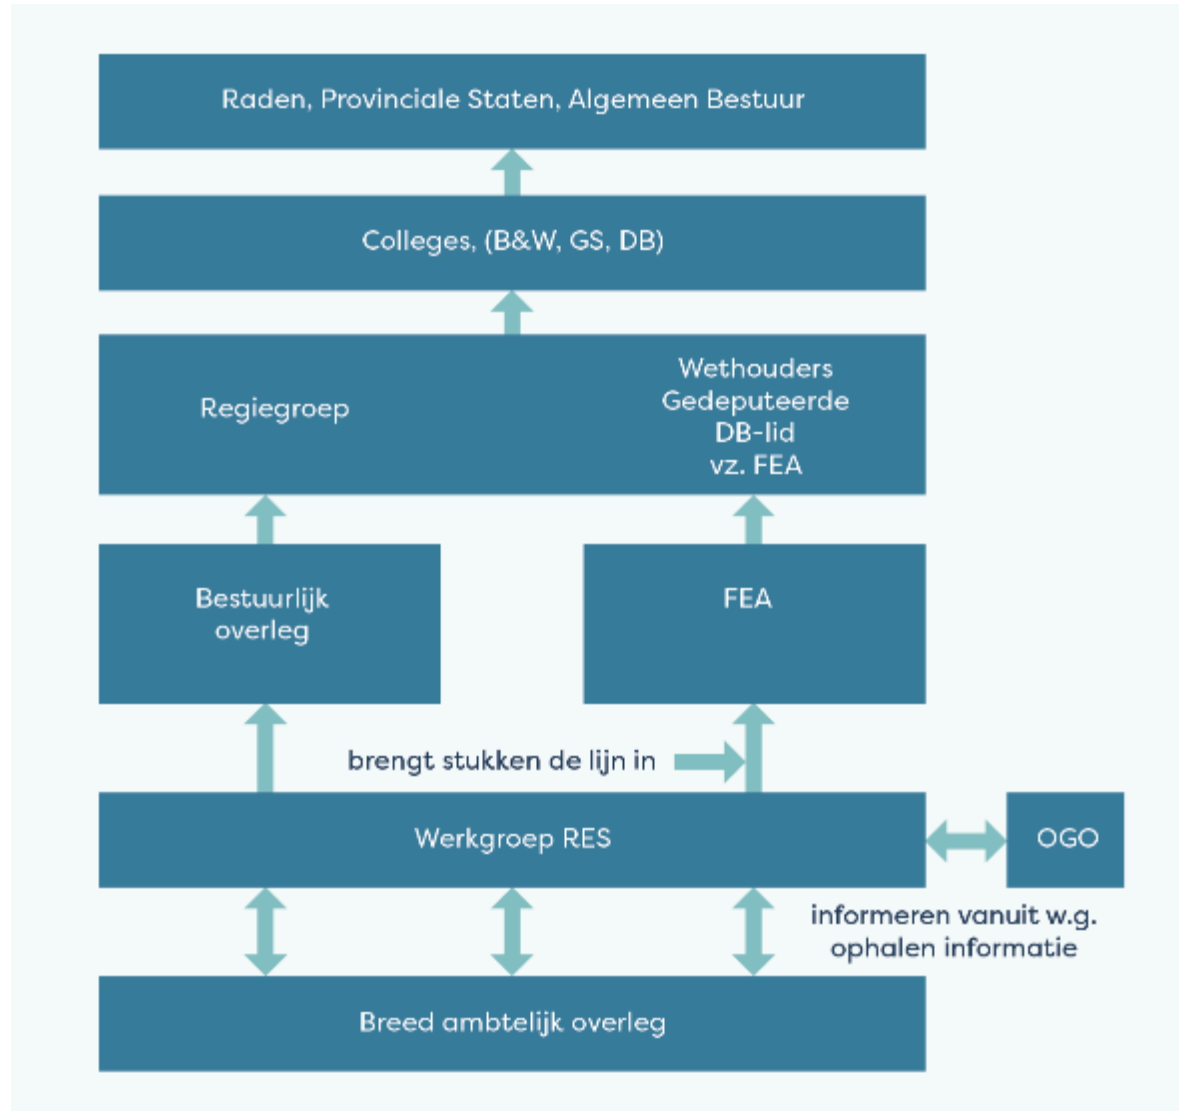 Raden, Provinciale Staten, Algemeen Bestuur
Colleges, (B&W, GS, DB)
Regiegroep
Wethouders
Gedeputeerde
DB-lid
vz. FEA
Bestuurlijk
overleg
FEA
brengt stukken de lijn in
Werkgroep RES
OGO
informeren vanuit w.g.
ophalen informatie
Breed ambtelijk overleg